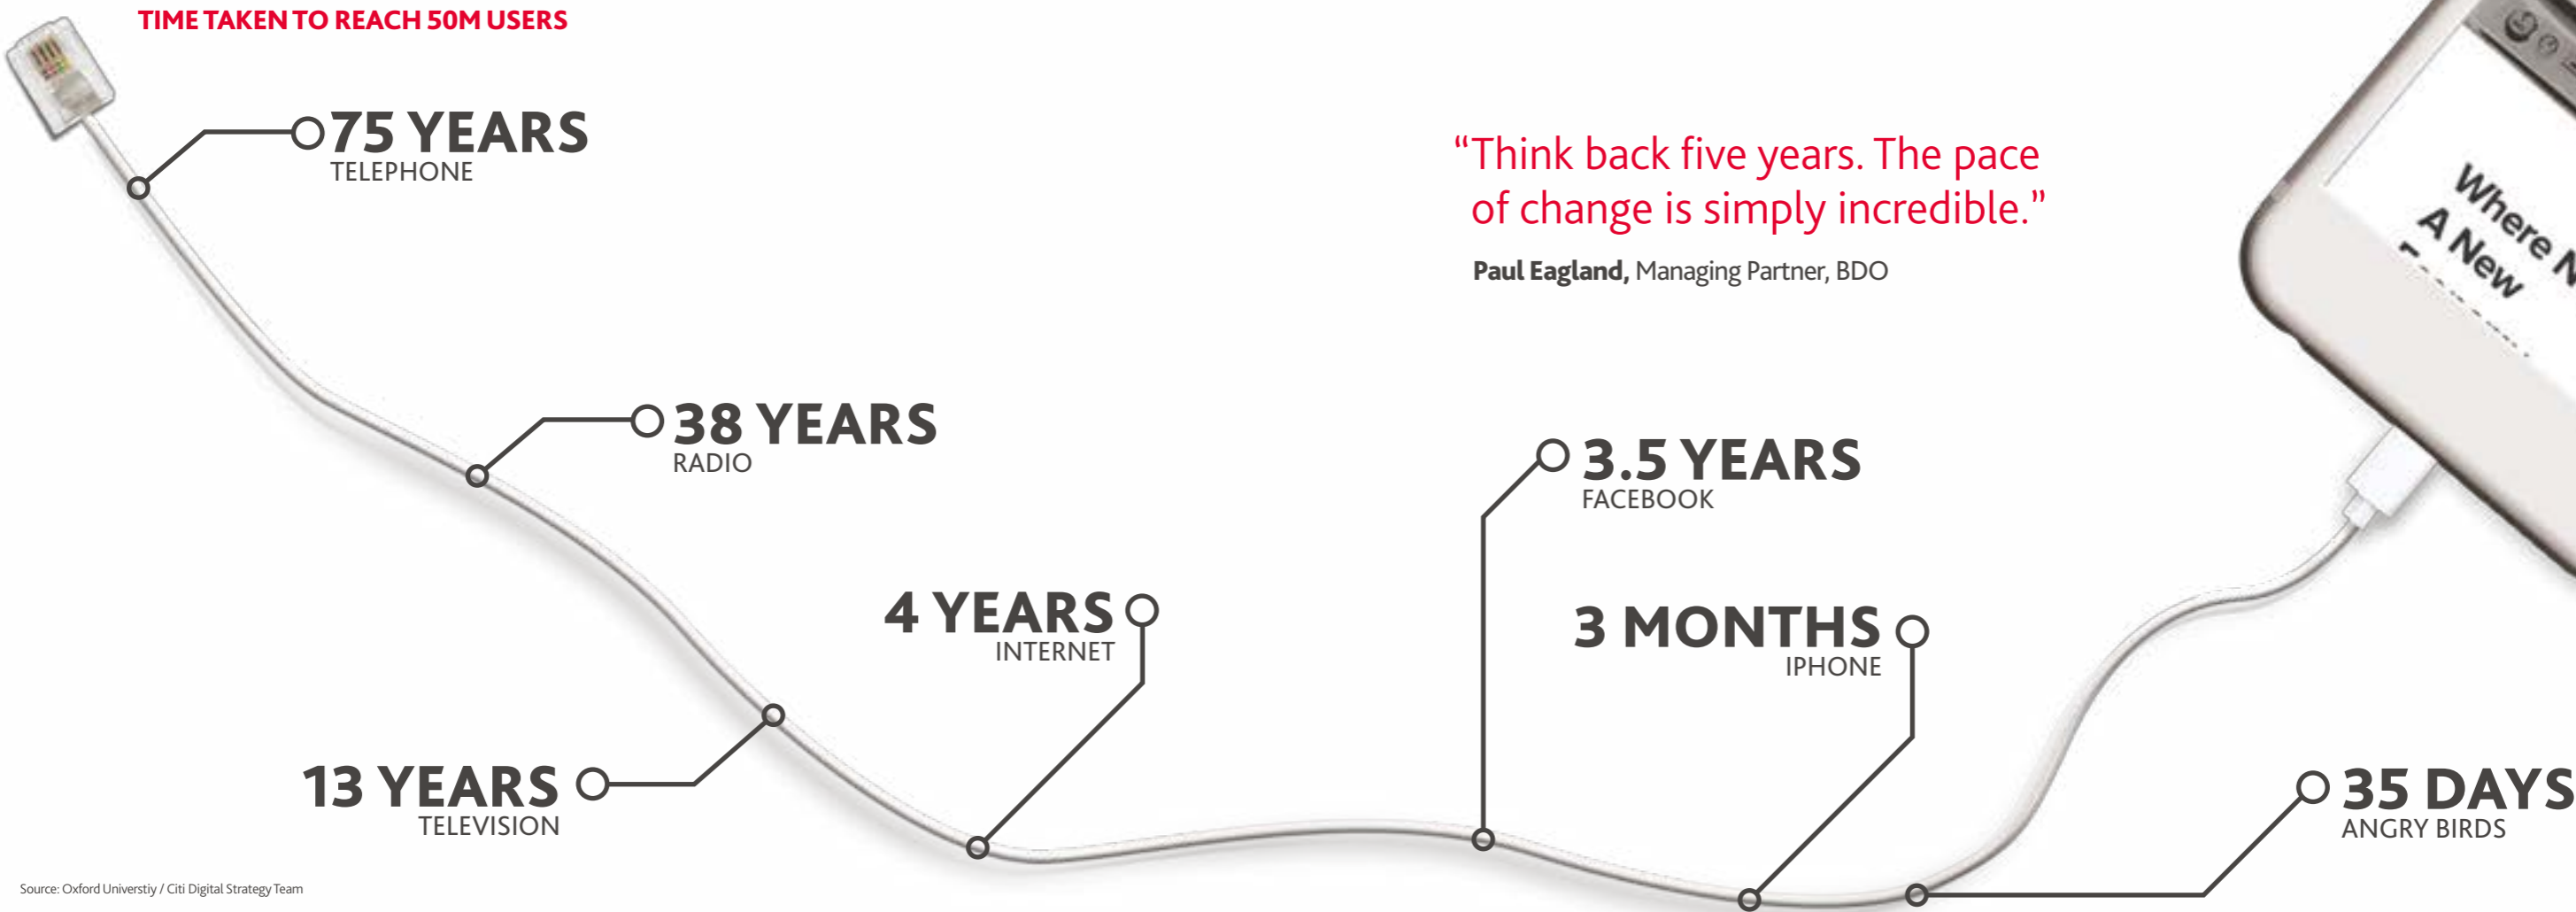 TIME TAKEN TO REACH 50M USERS
75 YEARS
TELEPHONE
“Think back five years. The pace
of change is simply incredible.”
Paul Eagland, Managing Partner, BDO
Where
A New
38 YEARS
RADIO
3.5 YEARS
FACEBOOK
4 YEARS
INTERNET
3 MONTHS
IPHONE
13 YEARS
TELEVISION
35 DAYS
ANGRY BIRDS
Source: Oxford Universtiy / Citi Digital Strategy Team